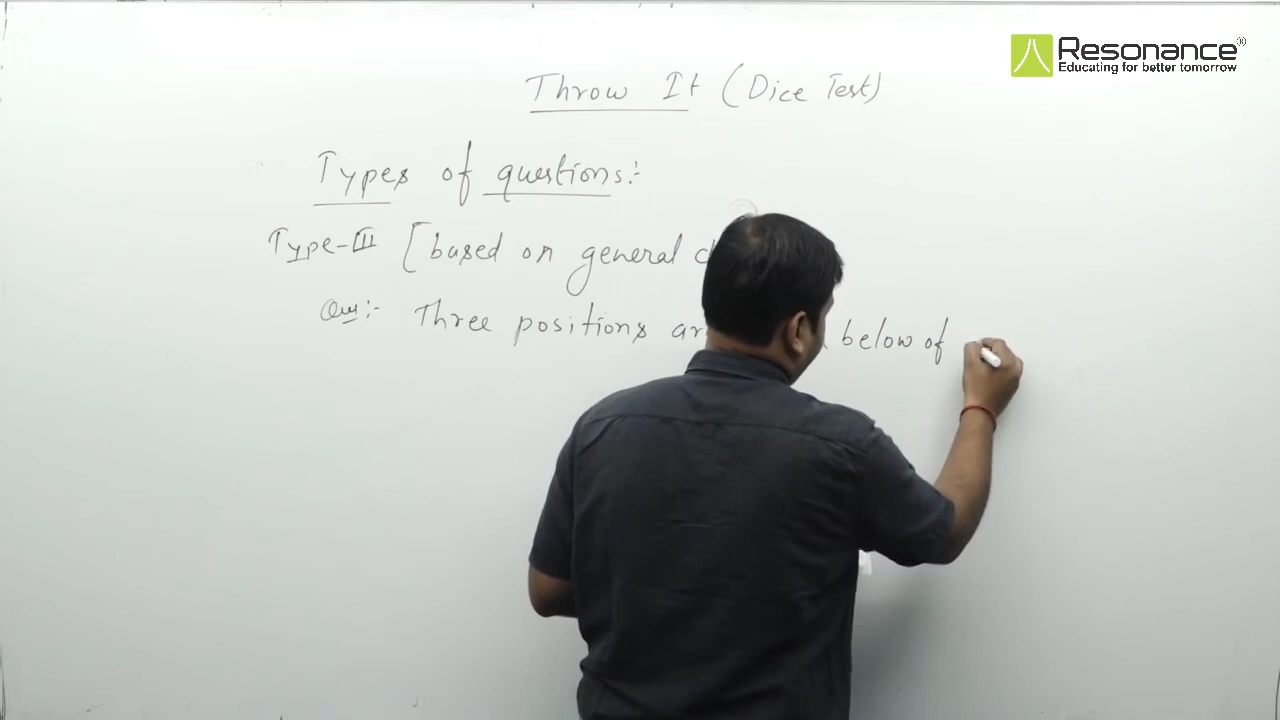 Resonance®
Educating for better tomorrow
Throw It (Dice Test)
Types of questions:-
Type-III [based on general
Ques:- Three positions below of